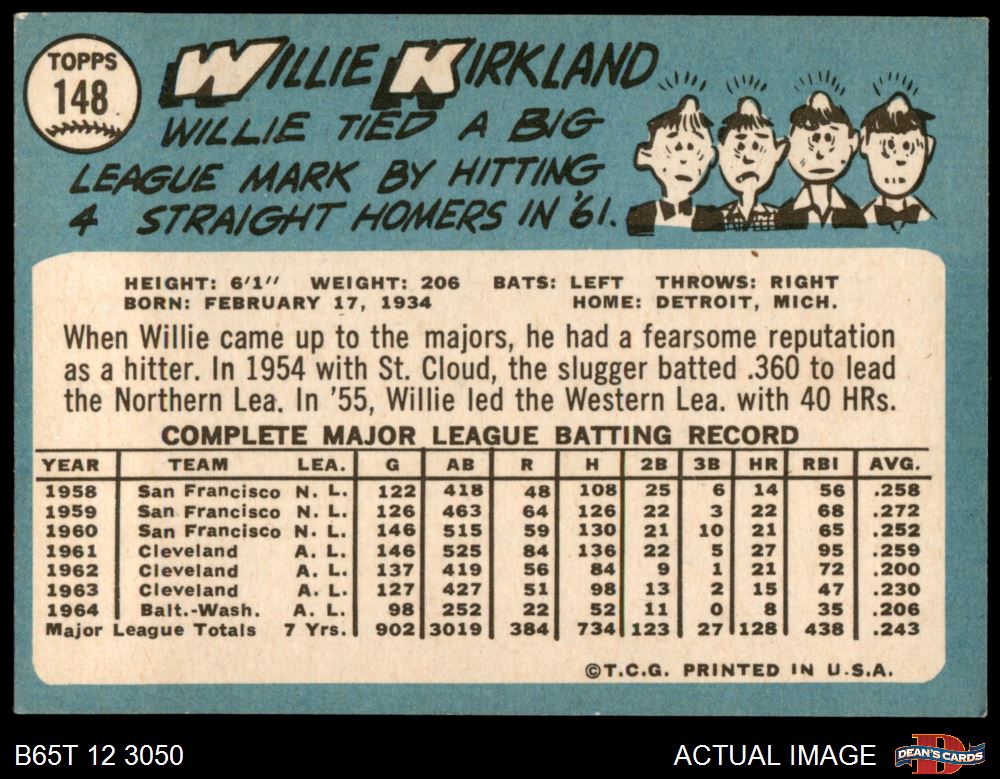 TOPPS
148
WILLIE KIRKLAND
WILLIE TIED A BIG
LEAGUE MARK BY HITTING
4 STRAIGHT HOMERS IN '61.
HEIGHT: 6'1" WEIGHT: 206 BATS: LEFT THROWS: RIGHT
BORN: FEBRUARY 17, 1934 HOME: DETROIT, MICH.
When Willie came up to the majors, he had a fearsome reputation
as a hitter. In 1954 with St. Cloud, the slugger batted .360 to lead
the Northern Lea. In '55, Willie led the Western Lea. with 40 HRs.
COMPLETE MAJOR LEAGUE BATTING RECORD
YEAR TEAM LEA. G AB R H 2B 3B HR RBI AVG.
1958 San Francisco N. L. 122 418 48 108 25 6 14 56 .258
1959 San Francisco N. L. 126 463 64 126 22 3 22 68 .272
1960 San Francisco N. L. 146 515 59 130 21 10 21 65 .252
1961 Cleveland A. L. 146 525 84 136 22 5 27 95 .259
1962 Cleveland A. L. 137 419 56 84 9 1 21 72 .200
1963 Cleveland A. L. 127 427 51 98 13 2 15 47 .230
1964 Balt.-Wash. A. L. 98 252 22 52 11 0 8 35 .206
Major League Totals 7 Yrs. 902 3019 384 734 123 27 128 438 .243
©T.C.G. PRINTED IN U.S.A.
B65T 12 3050 ACTUAL IMAGE DEAN'S CARDS